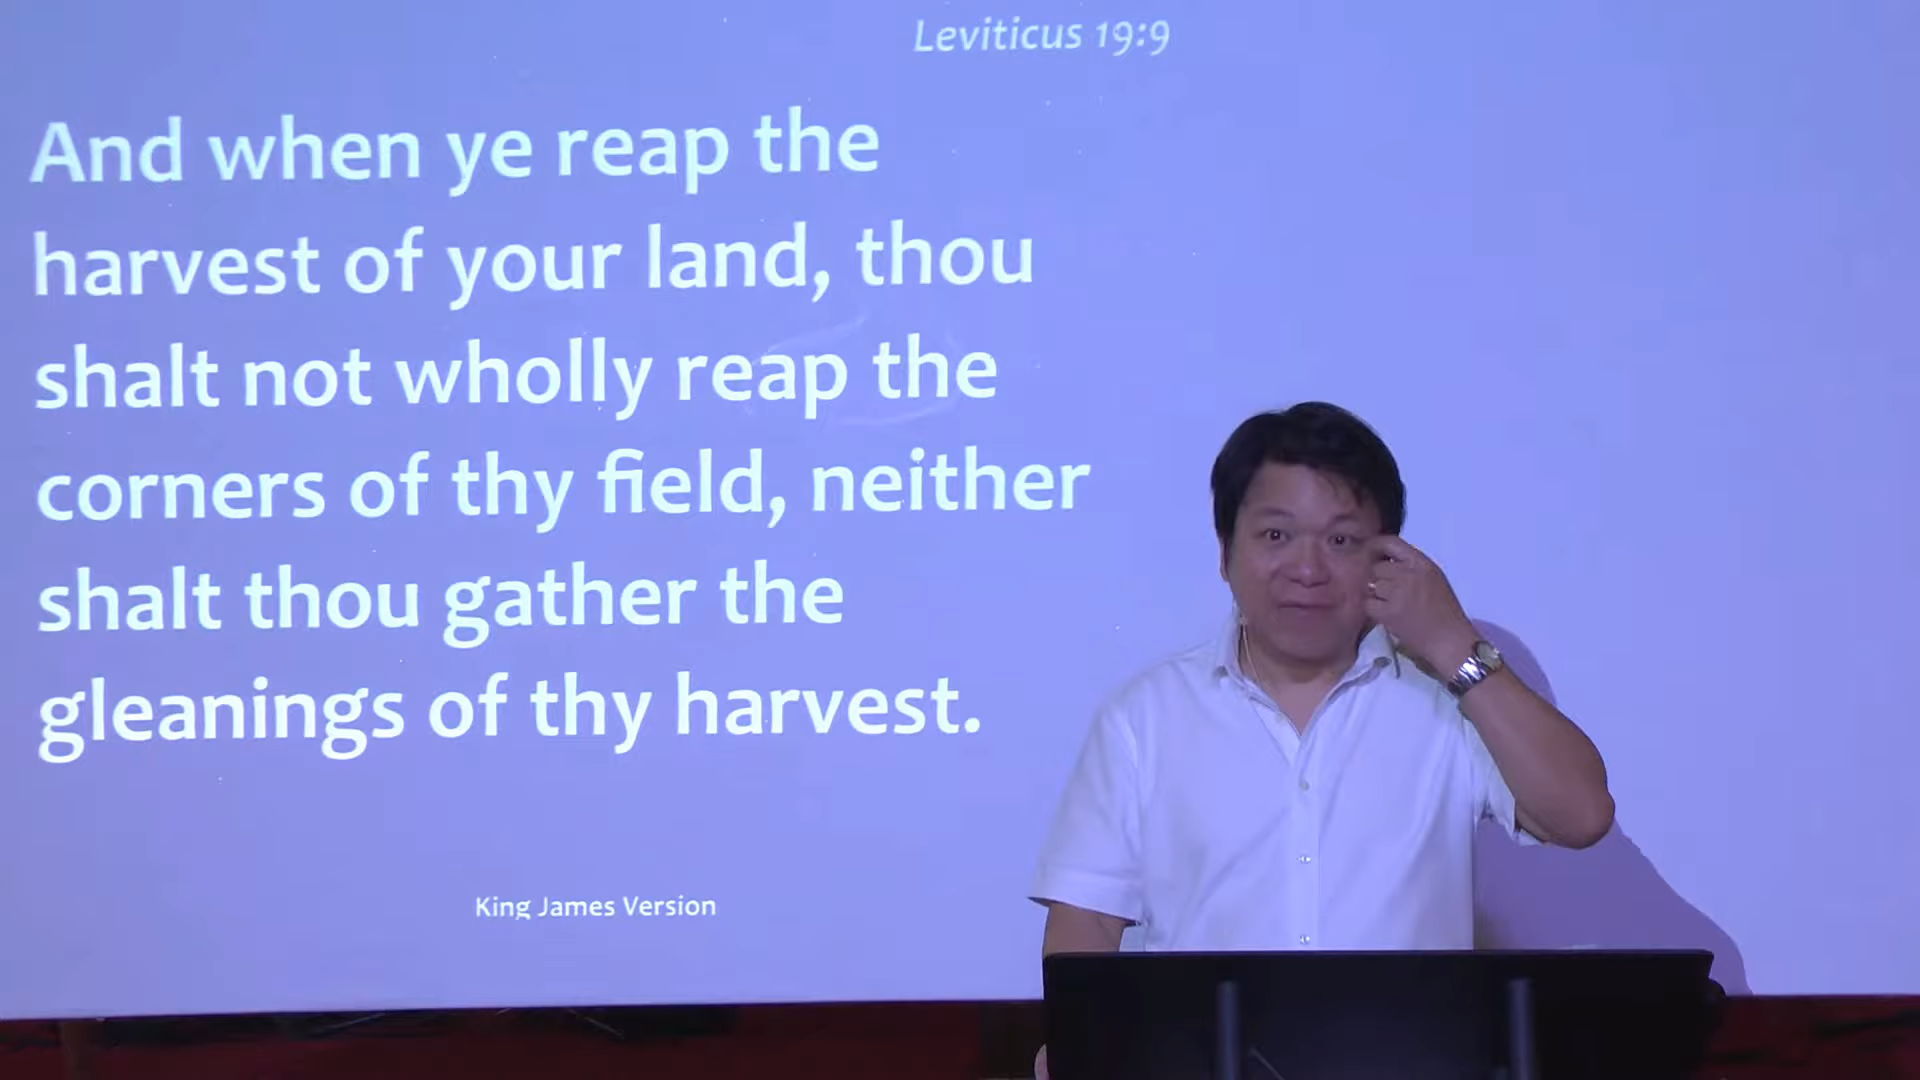 Leviticus 19:9
And when ye reap the
harvest of your land, thou
shalt not wholly reap the
corners of thy field, neither
shalt thou gather the
gleanings of thy harvest.
King James Version